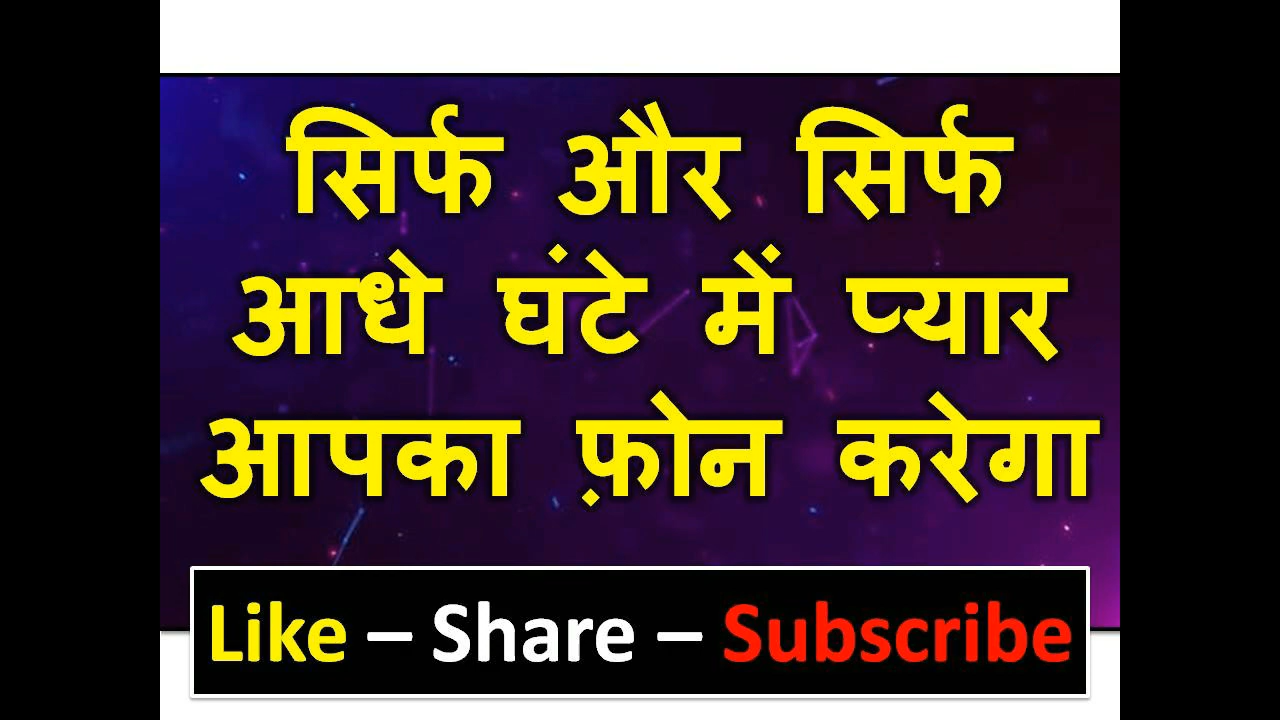 सिर्फ और सिर्फ
आधे घंटे में प्यार
आपका फ़ोन करेगा
Like – Share – Subscribe